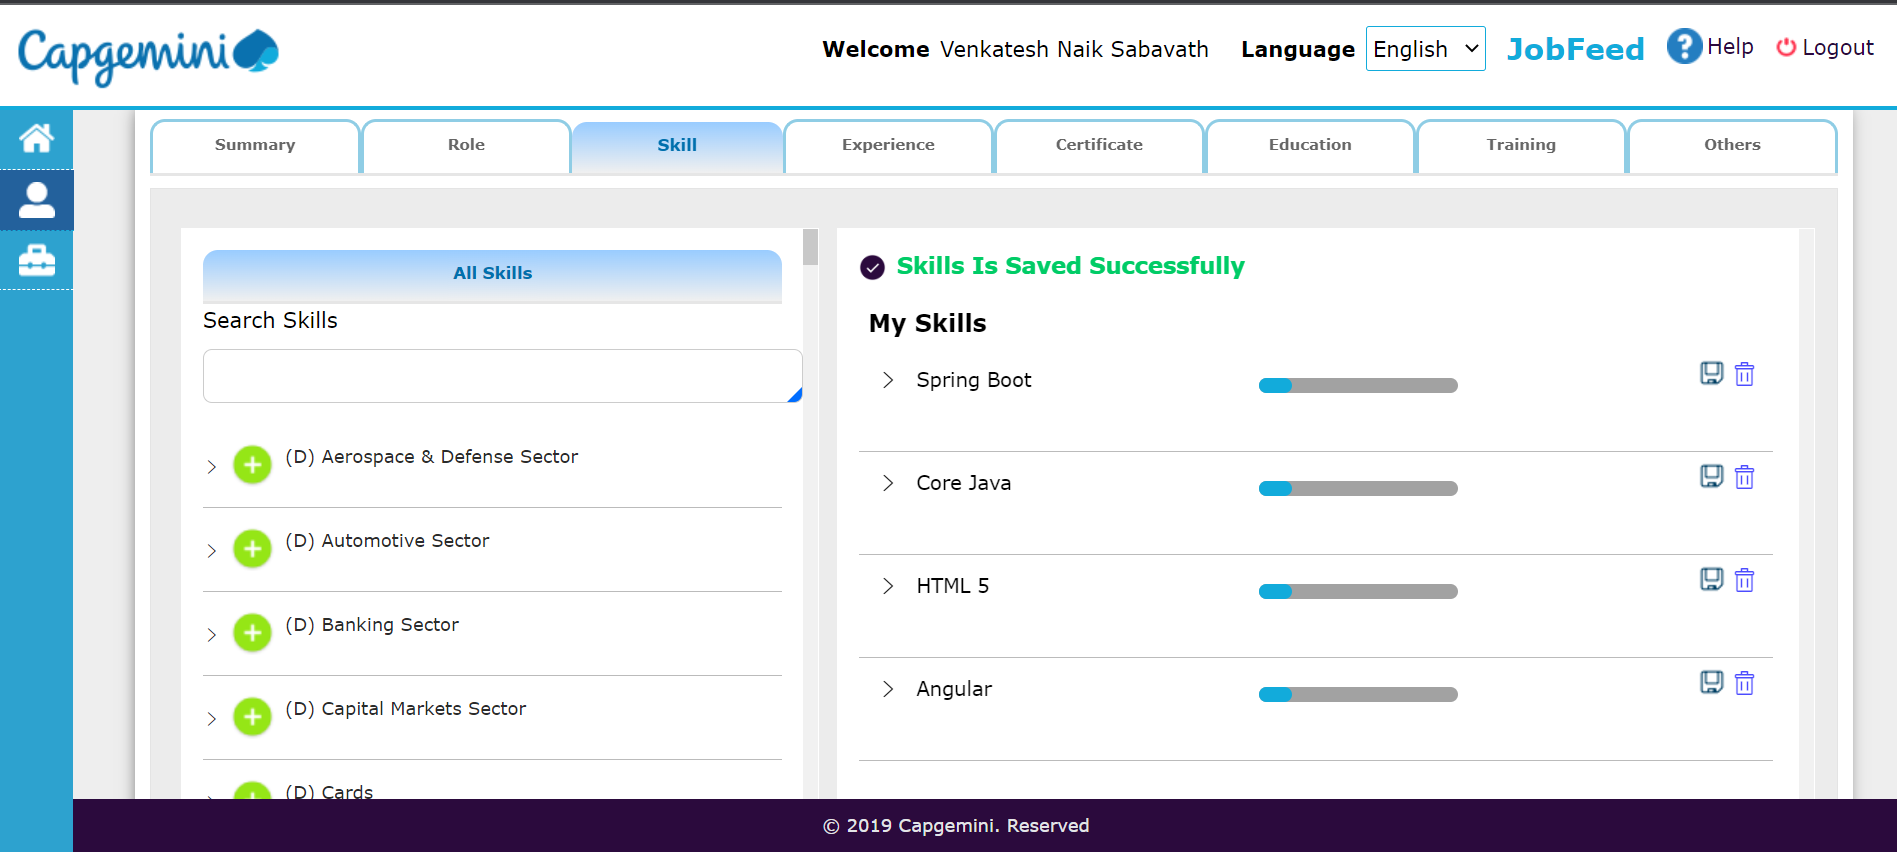 Capgemini
Welcome Venkatesh Naik Sabavath Language English JobFeed Help Logout
Summary Role Skill Experience Certificate Education Training Others
All Skills
Search Skills
(D) Aerospace & Defense Sector
(D) Automotive Sector
(D) Banking Sector
(D) Capital Markets Sector
(D) Cards
Skills Is Saved Successfully
My Skills
Spring Boot
Core Java
HTML 5
Angular
© 2019 Capgemini. Reserved